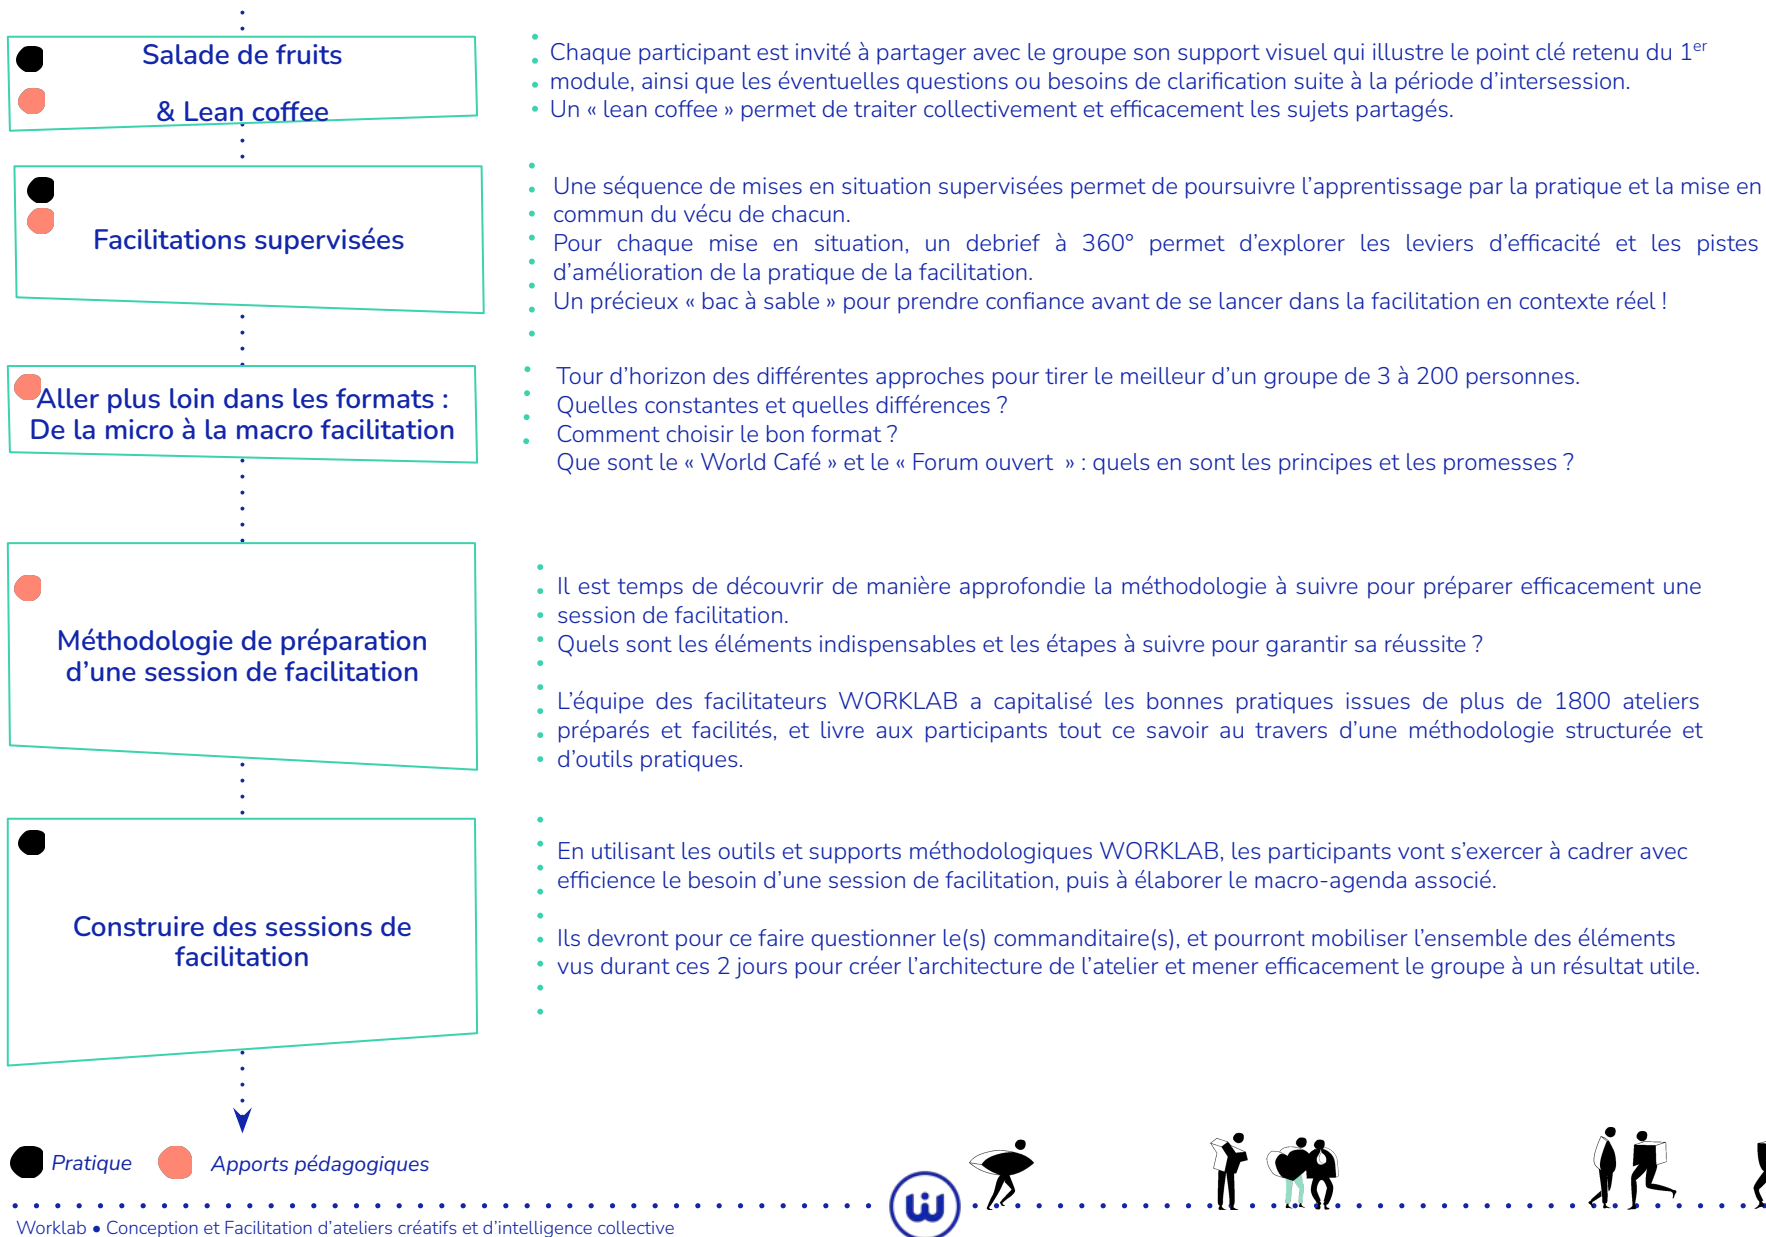 Salade de fruits
& Lean coffee
Chaque participant est invité à partager avec le groupe son support visuel qui illustre le point clé retenu du 1er
module, ainsi que les éventuelles questions ou besoins de clarification suite à la période d'intersession.
Un « lean coffee » permet de traiter collectivement et efficacement les sujets partagés.
Facilitations supervisées
Une séquence de mises en situation supervisées permet de poursuivre l'apprentissage par la pratique et la mise en
commun du vécu de chacun.
Pour chaque mise en situation, un debrief à 360° permet d'explorer les leviers d'efficacité et les pistes
d'amélioration de la pratique de la facilitation.
Un précieux « bac à sable » pour prendre confiance avant de se lancer dans la facilitation en contexte réel !
Aller plus loin dans les formats :
De la micro à la macro facilitation
Tour d'horizon des différentes approches pour tirer le meilleur d'un groupe de 3 à 200 personnes.
Quelles constantes et quelles différences ?
Comment choisir le bon format ?
Que sont le « World Café » et le « Forum ouvert » : quels en sont les principes et les promesses ?
Méthodologie de préparation
d'une session de facilitation
Il est temps de découvrir de manière approfondie la méthodologie à suivre pour préparer efficacement une
session de facilitation.
Quels sont les éléments indispensables et les étapes à suivre pour garantir sa réussite ?
L'équipe des facilitateurs WORKLAB a capitalisé les bonnes pratiques issues de plus de 1800 ateliers
préparés et facilités, et livre aux participants tout ce savoir au travers d'une méthodologie structurée et
d'outils pratiques.
Construire des sessions de
facilitation
En utilisant les outils et supports méthodologiques WORKLAB, les participants vont s'exercer à cadrer avec
efficience le besoin d'une session de facilitation, puis à élaborer le macro-agenda associé.
Ils devront pour ce faire questionner le(s) commanditaire(s), et pourront mobiliser l'ensemble des éléments
vus durant ces 2 jours pour créer l'architecture de l'atelier et mener efficacement le groupe à un résultat utile.
Pratique
Apports pédagogiques
Worklab • Conception et Facilitation d'ateliers créatifs et d'intelligence collective